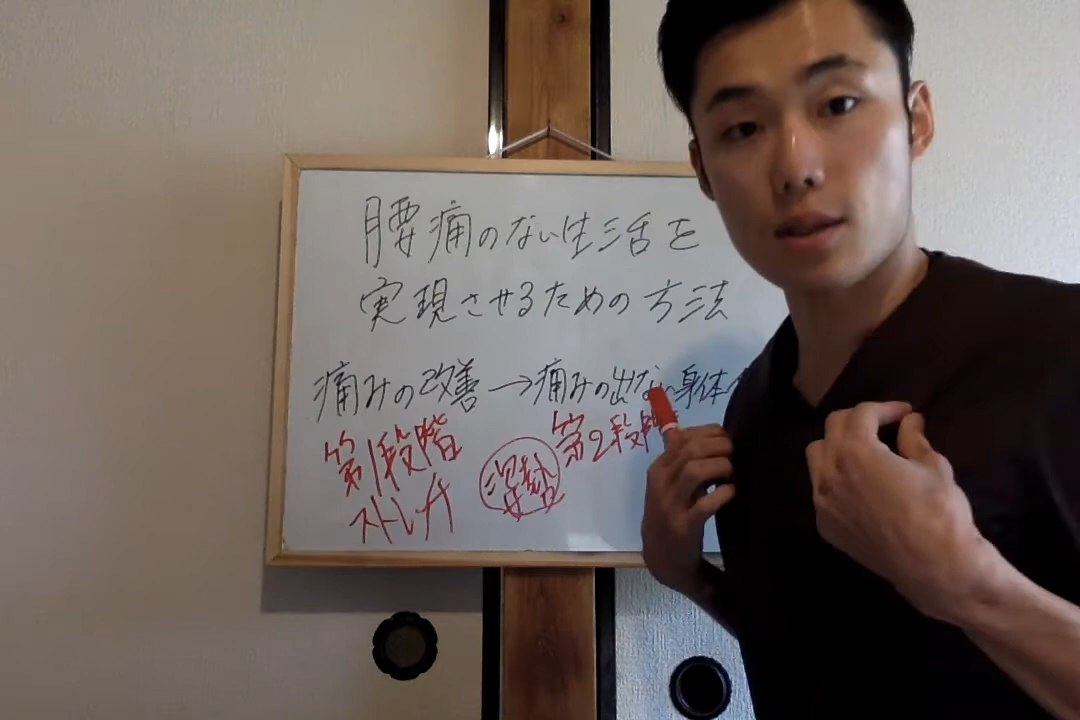 腰痛のない生活を
実現させるための方法
痛みの改善→痛みの出ない身体
第1段階
第2段階
ストレッチ
姿勢